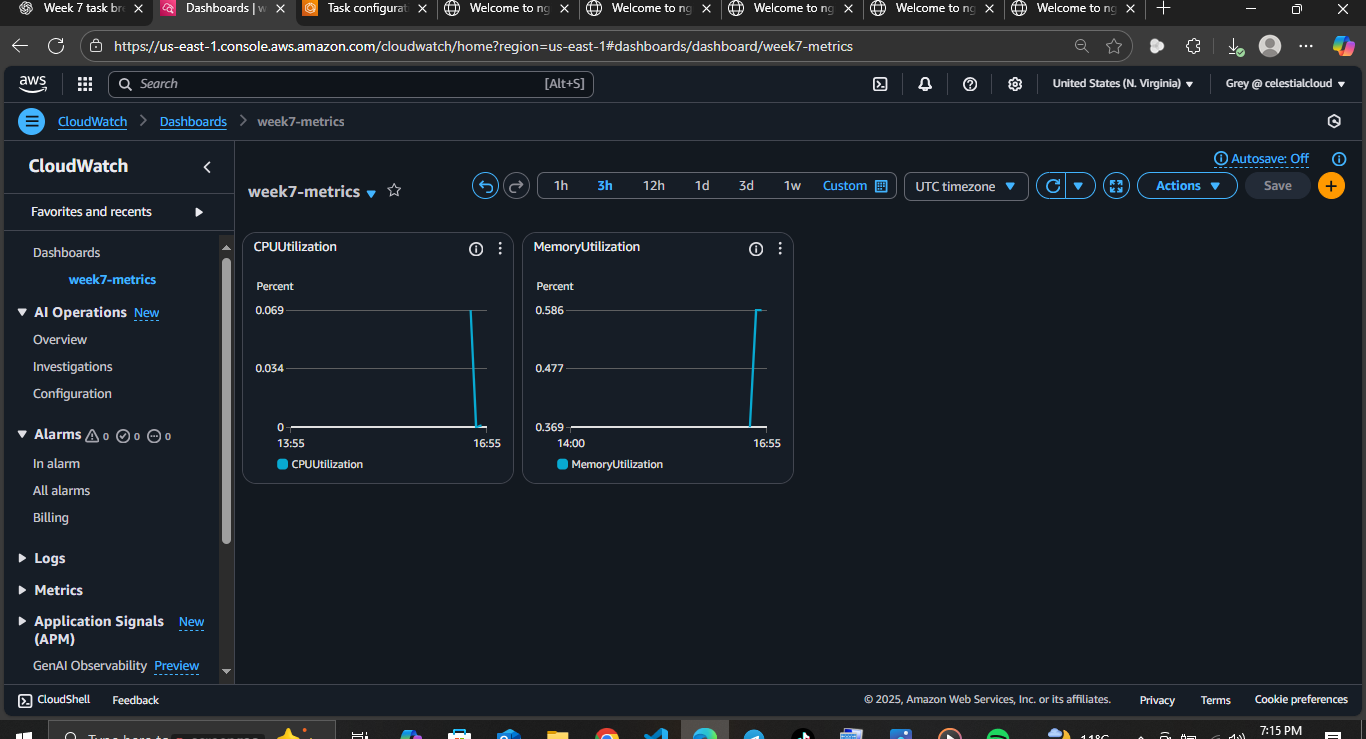 Week 7 task bre
Dashboards | w
Task configurat
Welcome to ng
Welcome to ng
Welcome to ng
Welcome to ng
Welcome to ng
https://us-east-1.console.aws.amazon.com/cloudwatch/home?region=us-east-1#dashboards/dashboard/week7-metrics
aws
Search
[Alt+S]
United States (N. Virginia)
Grey @ celestialcloud
CloudWatch
Dashboards
week7-metrics
CloudWatch
Favorites and recents
Dashboards
week7-metrics
AI Operations New
Overview
Investigations
Configuration
Alarms 0 0 0
In alarm
All alarms
Billing
Logs
Metrics
Application Signals New
(APM)
GenAI Observability Preview
Autosave: Off
week7-metrics
1h 3h 12h 1d 3d 1w Custom
UTC timezone
Actions
Save
CPUUtilization
Percent
0.069
0.034
0
13:55 16:55
CPUUtilization
MemoryUtilization
Percent
0.586
0.477
0.369
14:00 16:55
MemoryUtilization
CloudShell
Feedback
© 2025, Amazon Web Services, Inc. or its affiliates.
Privacy
Terms
Cookie preferences
Type here to
7:15 PM